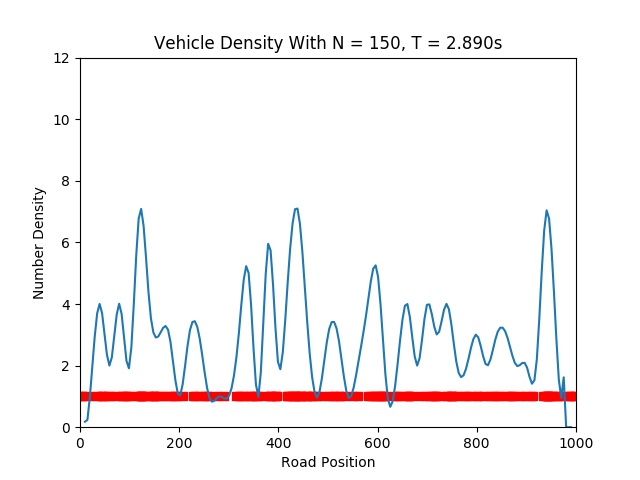 Vehicle Density With N = 150, T = 2.890s
12
10
8
6
4
2
0
Number Density
0 200 400 600 800 1000
Road Position